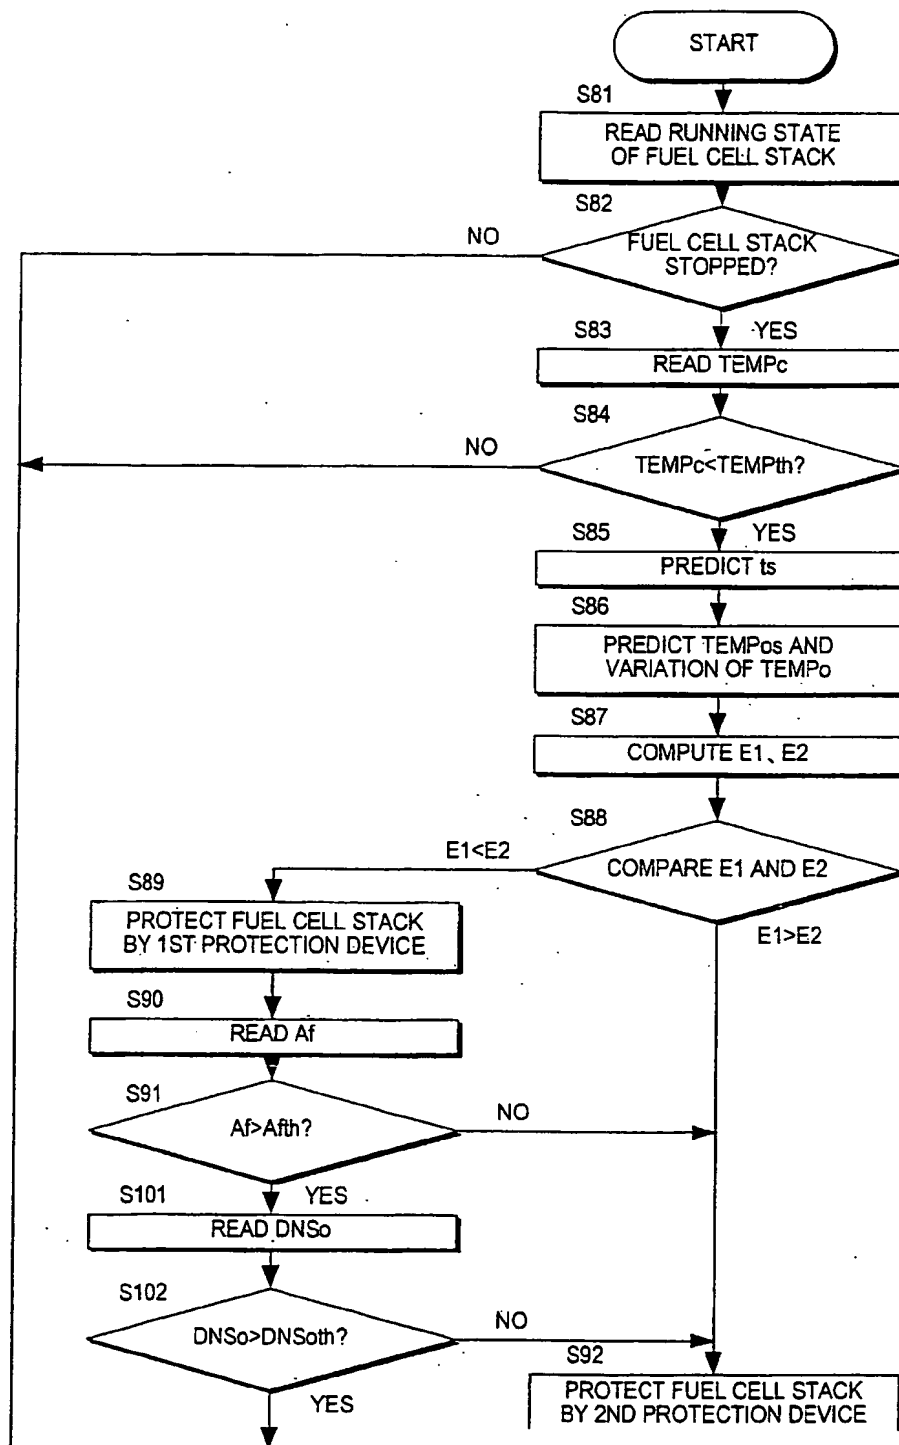 START
S81
READ RUNNING STATE
OF FUEL CELL STACK
S82
NO
FUEL CELL STACK
STOPPED?
YES
S83
READ TEMPc
S84
NO
TEMPc<TEMPth?
YES
S85
PREDICT ts
S86
PREDICT TEMPos AND
VARIATION OF TEMPo
S87
COMPUTE E1、E2
S88
E1<E2
COMPARE E1 AND E2
E1>E2
S89
PROTECT FUEL CELL STACK
BY 1ST PROTECTION DEVICE
S90
READ Af
S91
Af>Afth?
NO
YES
S101
READ DNSo
S102
DNSo>DNSoth?
NO
YES
S92
PROTECT FUEL CELL STACK
BY 2ND PROTECTION DEVICE